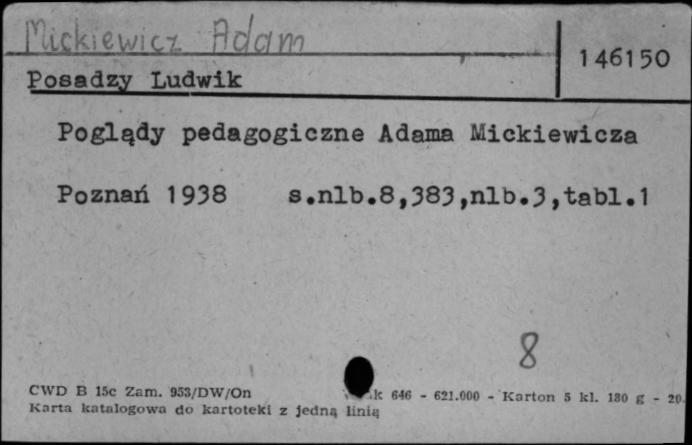 Mickiewicz Adam
146150
Posadzy Ludwik
Poglądy pedagogiczne Adama Mickiewicza
Poznań 1938 s.nlb.8,383,nlb.3,tabl.1
8
CWD B 15c Zam. 953/DW/On 646 - 621.000 - Karton 5 kl. 180 g - 20.
Karta katalogowa do kartoteki z jedną linią